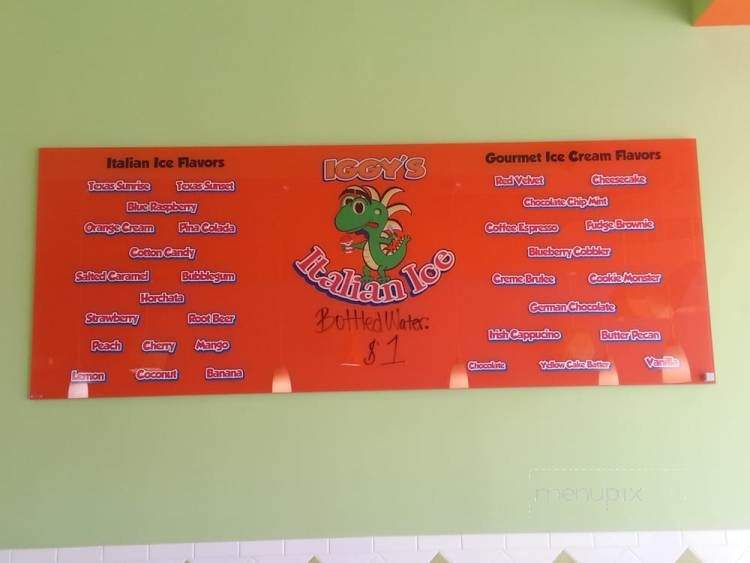 Italian Ice Flavors
Texas Sunrise Texas Sunset
Blue Raspberry
Orange Cream Pina Colada
Cotton Candy
Salted Caramel Bubblegum
Horchata
Strawberry Root Beer
Peach Cherry Mango
Lemon Coconut Banana
IGGY'S
Italian Ice
Bottled Water:
$1
Gourmet Ice Cream Flavors
Red Velvet Cheesecake
Chocolate Chip Mint
Coffee Espresso Fudge Brownie
Blueberry Cobbler
Creme Brulee Cookie Monster
German Chocolate
Irish Cappucino Butter Pecan
Chocolate Yellow Cake Batter Vanilla
menupix